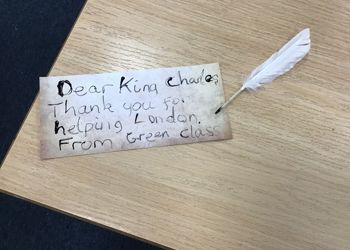 Dear King Charles
Thank you for
helping London.
From Green class